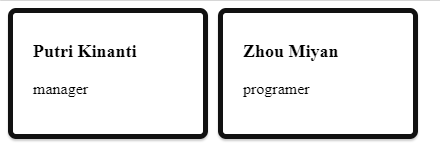 Putri Kinanti
manager
Zhou Miyan
programer